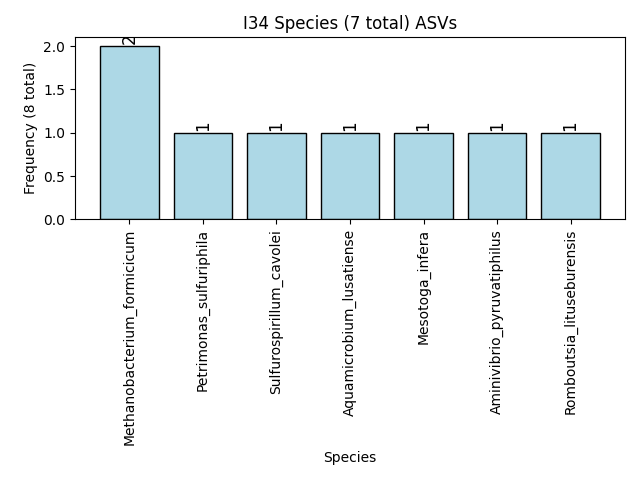 I34 Species (7 total) ASVs
Frequency (8 total)
2.0
1.5
1.0
0.5
0.0
2
1
1
1
1
1
1
Methanobacterium_formicicum
Petrimonas_sulfuriphila
Sulfurospirillum_cavolei
Aquamicrobium_lusatiense
Mesotoga_infera
Aminivibrio_pyruvatiphilus
Romboutsia_lituseburensis
Species